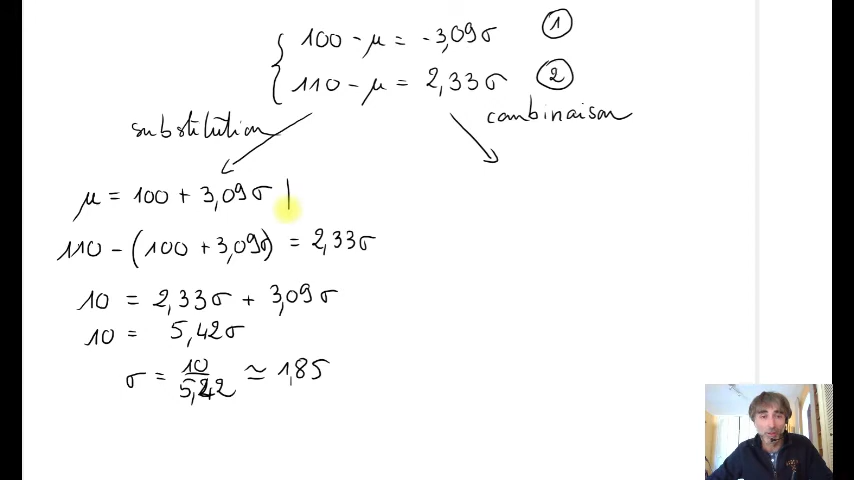 100 - μ = -3,09σ ①
110 - μ = 2,33σ ②
substitution combinaison
μ = 100 + 3,09σ
110 - (100 + 3,09σ) = 2,33σ
10 = 2,33σ + 3,09σ
10 = 5,42σ
σ = 10/5,42 ≃ 1,85